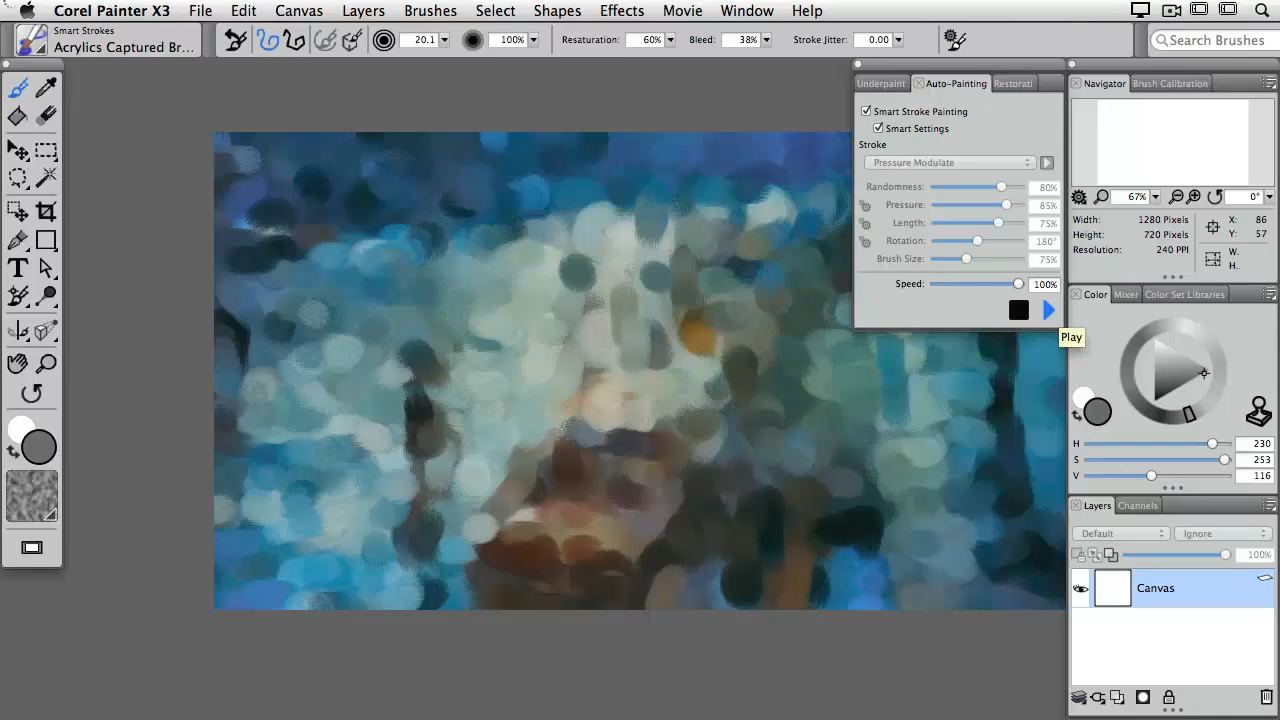 Corel Painter X3 File Edit Canvas Layers Brushes Select Shapes Effects Movie Window Help
Smart Strokes
Acrylics Captured Br...
20.1 100% Resaturation: 60% Bleed: 38% Stroke Jitter: 0.00
Search Brushes
Underpaint Auto-Painting Restorati
Smart Stroke Painting
Smart Settings
Stroke
Pressure Modulate
Randomness: 80%
Pressure: 85%
Length: 75%
Rotation: 180°
Brush Size: 75%
Speed: 100%
Play
Navigator Brush Calibration
67% 0°
Width: 1280 Pixels X: 86
Height: 720 Pixels Y: 57
Resolution: 240 PPI W:
H..
Color Mixer Color Set Libraries
H 230
S 253
V 116
Layers Channels
Default Ignore
100%
Canvas
T